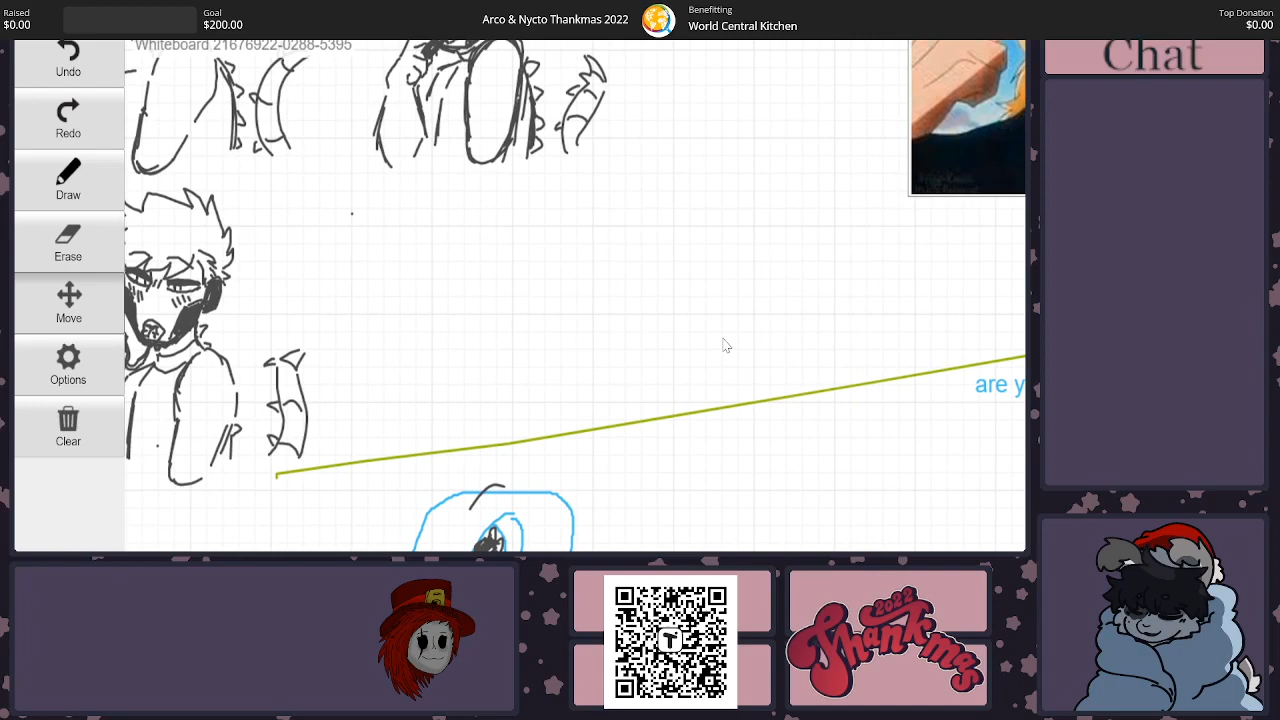 Raised
$0.00
Goal
$200.00
Arco & Nycto Thankmas 2022
Benefitting
World Central Kitchen
Top Donation
$0.00
Whiteboard 21676922-0288-5395
Undo
Redo
Draw
Erase
Move
Options
Clear
Chat
are y
T
2022
Thankmas